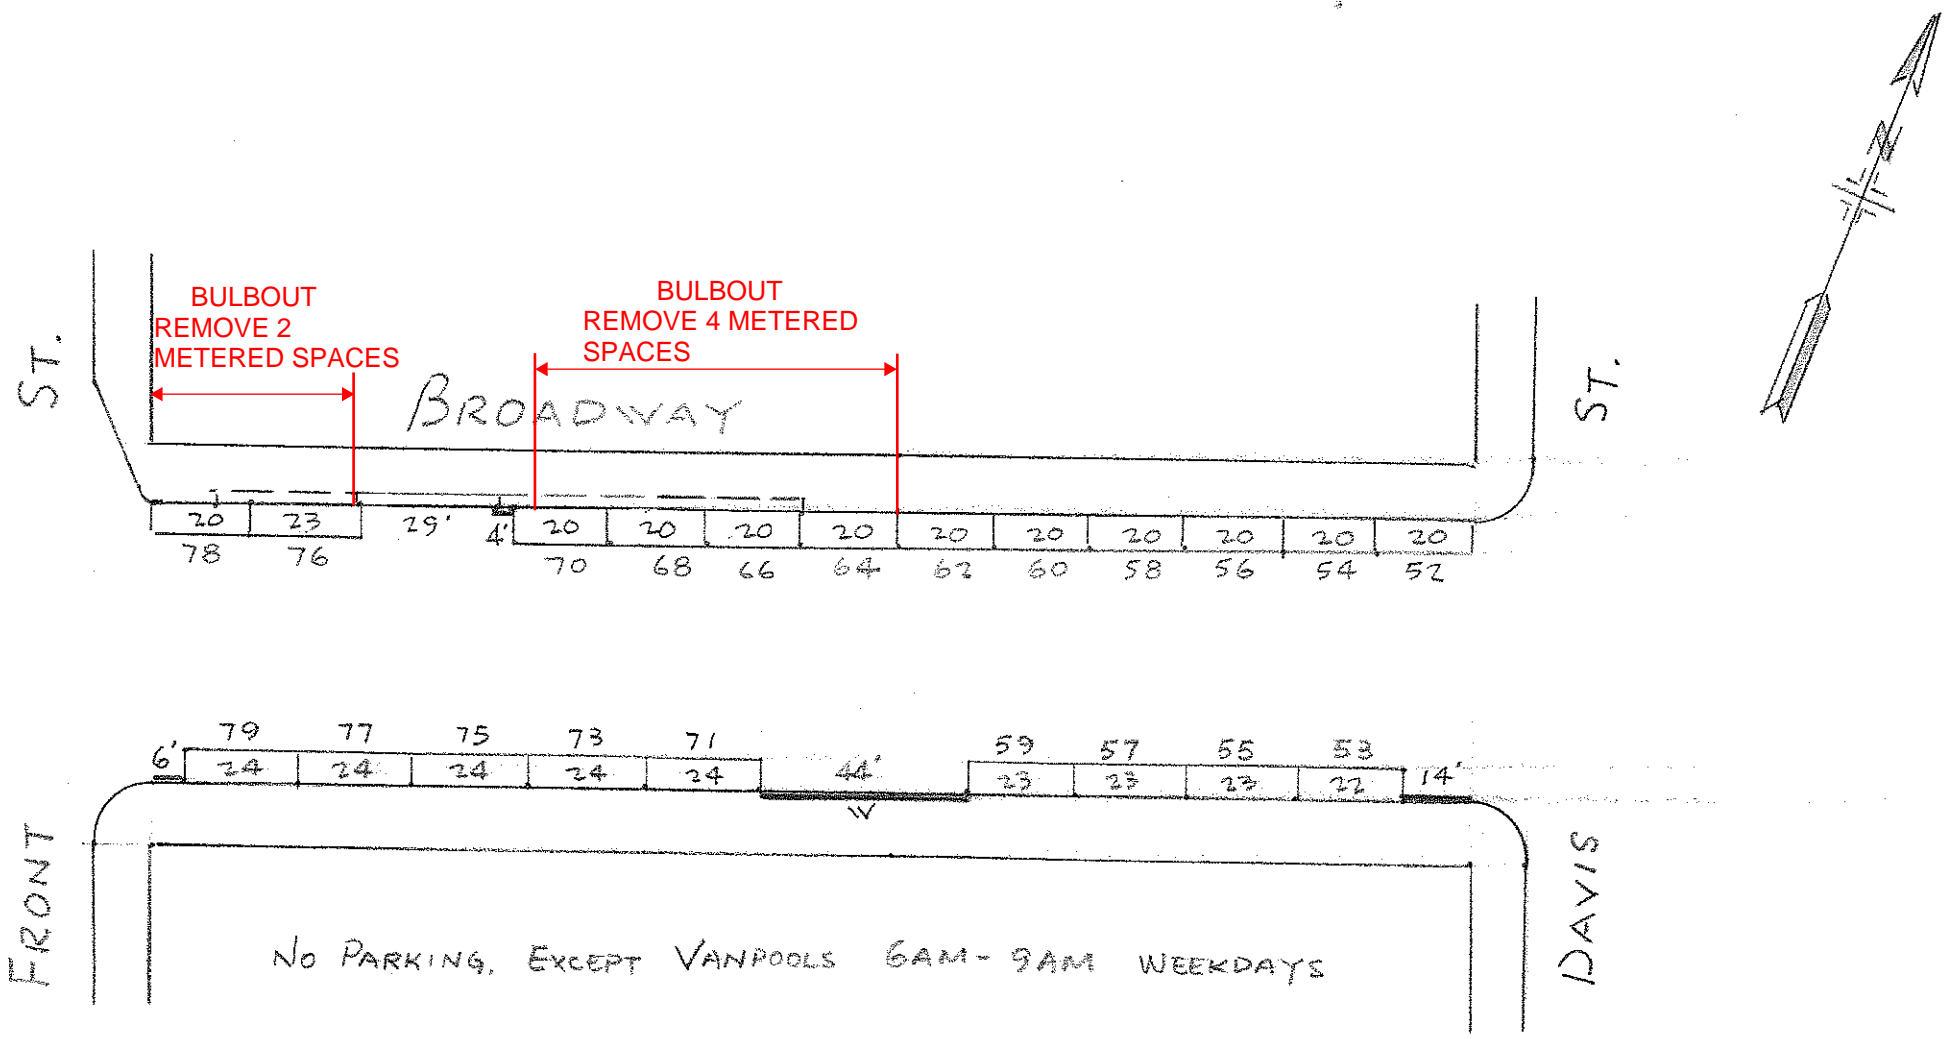 N
BULBOUT
REMOVE 2
METERED SPACES
BULBOUT
REMOVE 4 METERED
SPACES
ST.
BROADWAY
ST.
20 23 29' 4' 20 20 20 20 20 20 20 20 20 20
78 76 70 68 66 64 62 60 58 56 54 52
79 77 75 73 71 59 57 55 53
6' 24 24 24 24 24 44' 23 23 23 22 14'
W
FRONT
DAVIS
NO PARKING, EXCEPT VANPOOLS 6AM - 9AM WEEKDAYS